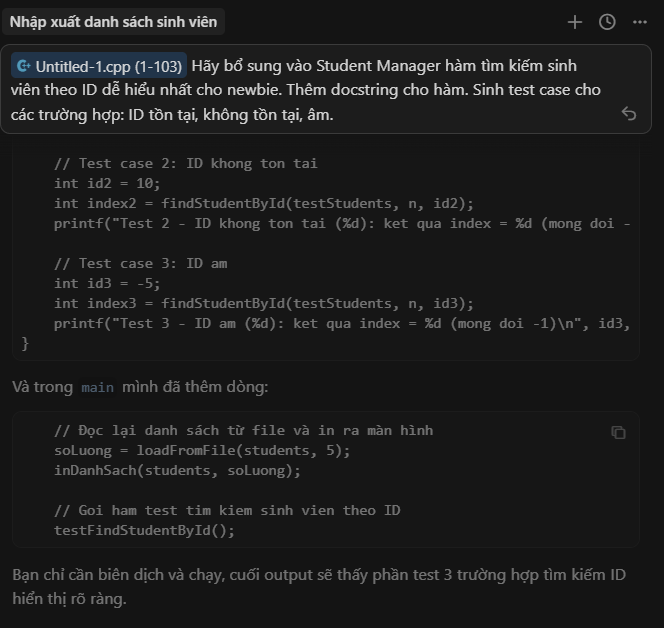 Nhập xuất danh sách sinh viên
Untitled-1.cpp (1-103) Hãy bổ sung vào Student Manager hàm tìm kiếm sinh
viên theo ID dễ hiểu nhất cho newbie. Thêm docstring cho hàm. Sinh test case cho
các trường hợp: ID tồn tại, không tồn tại, âm.
// Test case 2: ID khong ton tai
int id2 = 10;
int index2 = findStudentById(testStudents, n, id2);
printf("Test 2 - ID khong ton tai (%d): ket qua index = %d (mong doi -
// Test case 3: ID am
int id3 = -5;
int index3 = findStudentById(testStudents, n, id3);
printf("Test 3 - ID am (%d): ket qua index = %d (mong doi -1)\n", id3,
}
Và trong main mình đã thêm dòng:
// Đọc lại danh sách từ file và in ra màn hình
soLuong = loadFromFile(students, 5);
inDanhSach(students, soLuong);
// Goi ham test tim kiem sinh vien theo ID
testFindStudentById();
Bạn chỉ cần biên dịch và chạy, cuối output sẽ thấy phần test 3 trường hợp tìm kiếm ID
hiển thị rõ ràng.